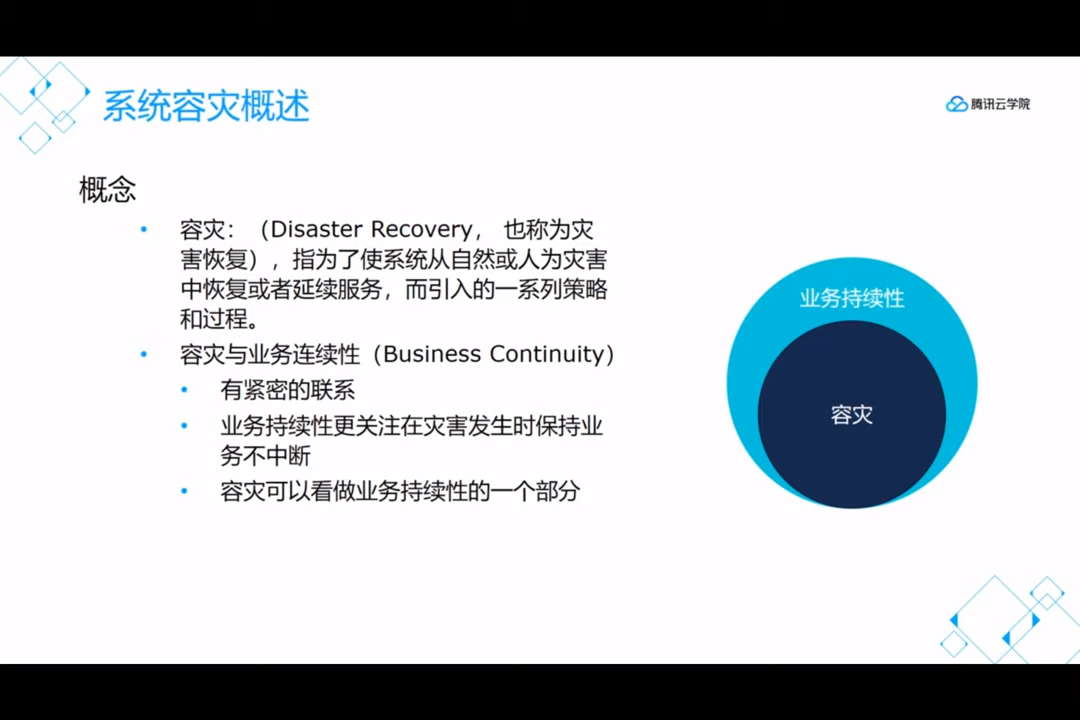 系统容灾概述
腾讯云学院
概念
• 容灾：（Disaster Recovery， 也称为灾
害恢复），指为了使系统从自然或人为灾害
中恢复或者延续服务，而引入的一系列策略
和过程。
• 容灾与业务连续性（Business Continuity）
• 有紧密的联系
• 业务持续性更关注在灾害发生时保持业
务不中断
• 容灾可以看做业务持续性的一个部分
业务持续性
容灾